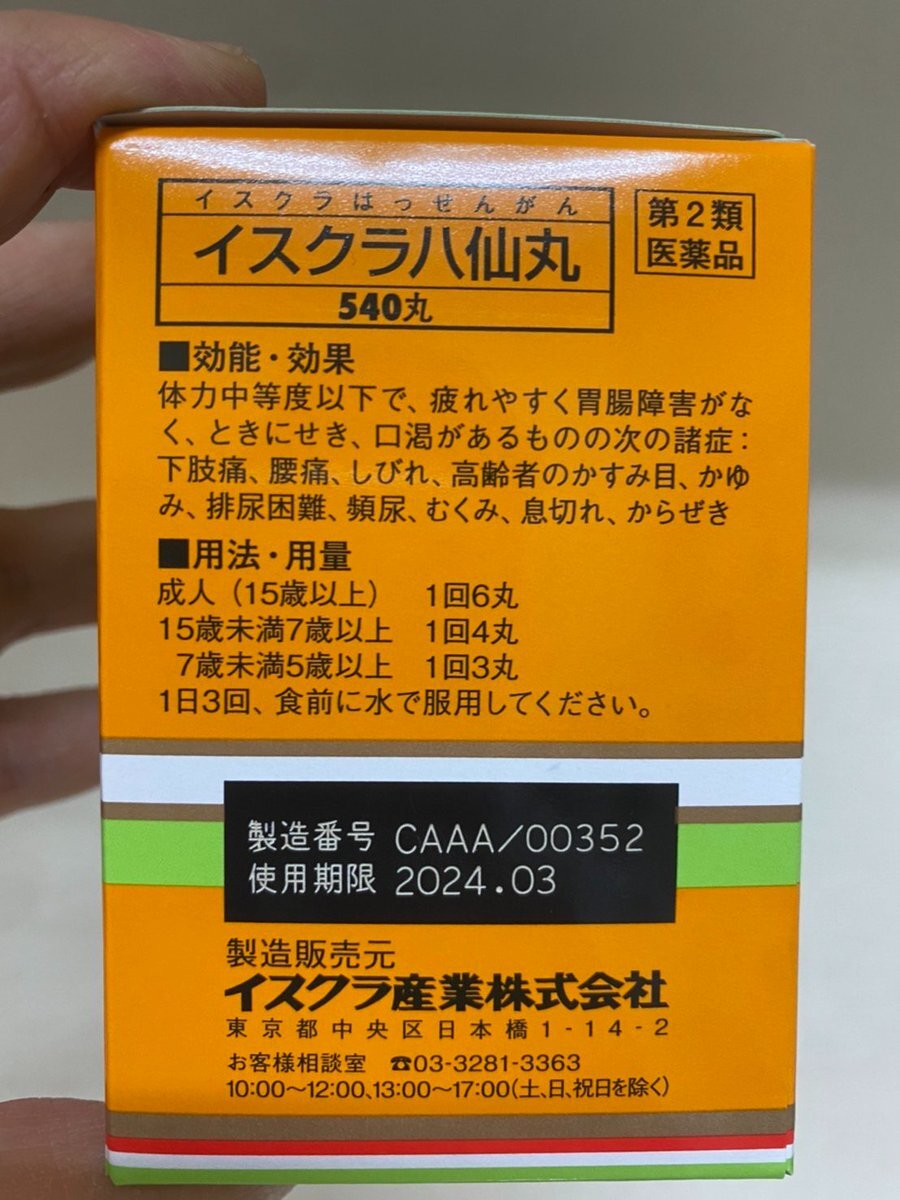 イスクラはっせんがん
イスクラ八仙丸
540丸
第2類
医薬品
■効能・効果
体力中等度以下で、疲れやすく胃腸障害がな
く、ときにせき、口渇があるものの次の諸症：
下肢痛、腰痛、しびれ、高齢者のかすみ目、かゆ
み、排尿困難、頻尿、むくみ、息切れ、からぜき
■用法・用量
成人（15歳以上） 1回6丸
15歳未満7歳以上 1回4丸
7歳未満5歳以上 1回3丸
1日3回、食前に水で服用してください。
製造番号 CAAA/00352
使用期限 2024.03
製造販売元
イスクラ産業株式会社
東京都中央区日本橋1-14-2
お客様相談室 ☎03-3281-3363
10:00～12:00、13:00～17:00(土、日、祝日を除く)